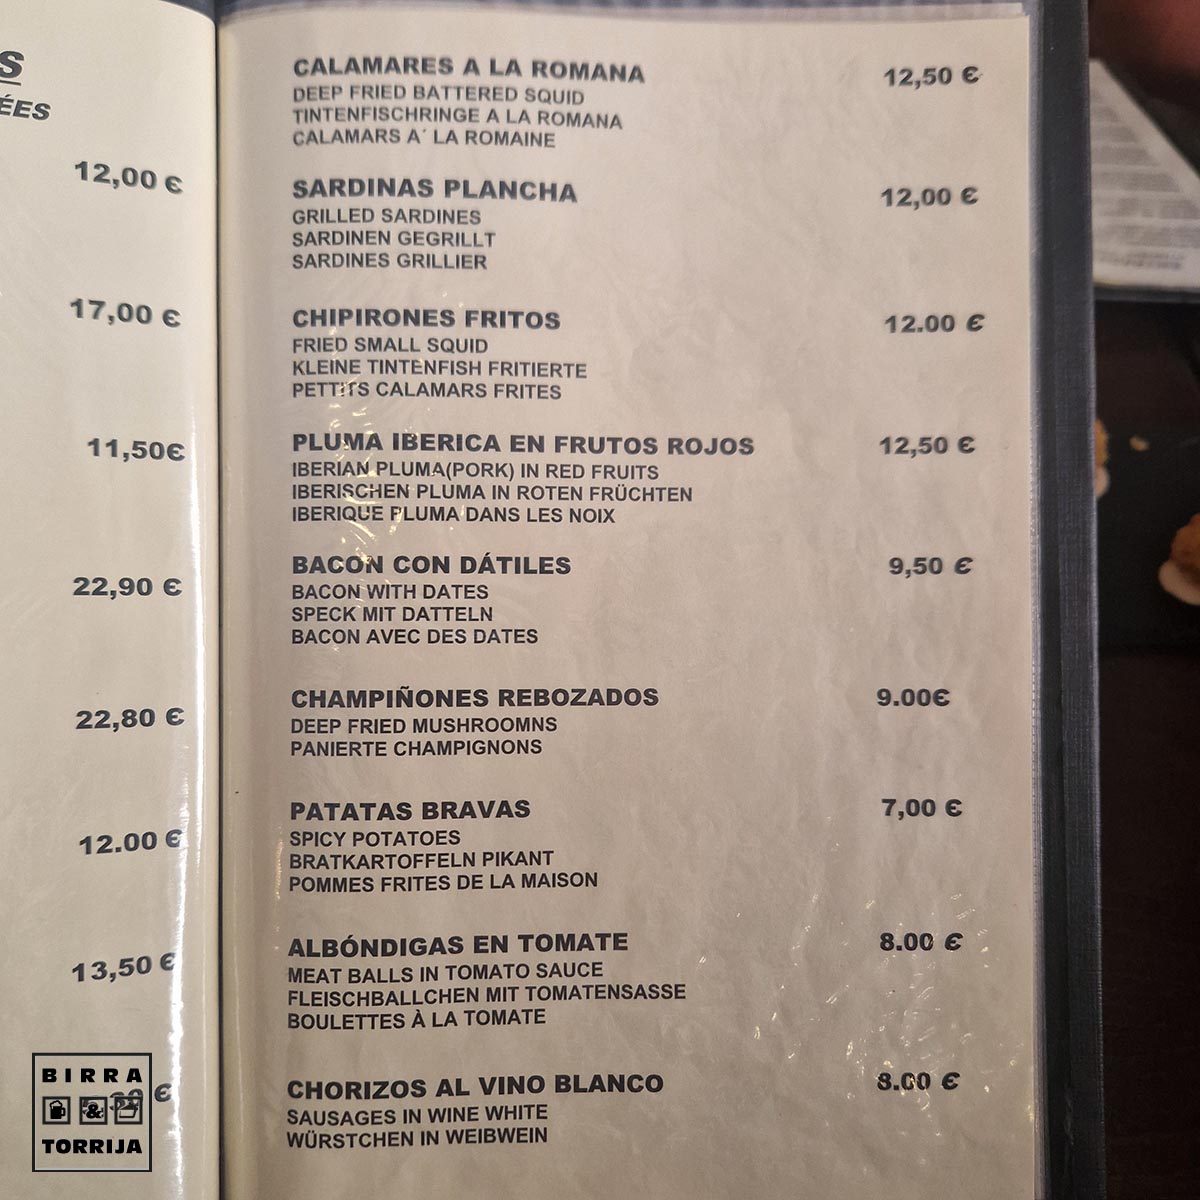 S
ÉES
12,00 €
17,00 €
11,50€
22,90 €
22,80 €
12.00 €
13,50 €
€
CALAMARES A LA ROMANA 12,50 €
DEEP FRIED BATTERED SQUID
TINTENFISCHRINGE A LA ROMANA
CALAMARS A´ LA ROMAINE
SARDINAS PLANCHA 12,00 €
GRILLED SARDINES
SARDINEN GEGRILLT
SARDINES GRILLIER
CHIPIRONES FRITOS 12.00 €
FRIED SMALL SQUID
KLEINE TINTENFISH FRITIERTE
PETTITS CALAMARS FRITES
PLUMA IBERICA EN FRUTOS ROJOS 12,50 €
IBERIAN PLUMA(PORK) IN RED FRUITS
IBERISCHEN PLUMA IN ROTEN FRÜCHTEN
IBERIQUE PLUMA DANS LES NOIX
BACON CON DÁTILES 9,50 €
BACON WITH DATES
SPECK MIT DATTELN
BACON AVEC DES DATES
CHAMPIÑONES REBOZADOS 9.00€
DEEP FRIED MUSHROOMNS
PANIERTE CHAMPIGNONS
PATATAS BRAVAS 7,00 €
SPICY POTATOES
BRATKARTOFFELN PIKANT
POMMES FRITES DE LA MAISON
ALBÓNDIGAS EN TOMATE 8.00 €
MEAT BALLS IN TOMATO SAUCE
FLEISCHBALLCHEN MIT TOMATENSASSE
BOULETTES À LA TOMATE
CHORIZOS AL VINO BLANCO 8.00 €
SAUSAGES IN WINE WHITE
WÜRSTCHEN IN WEIBWEIN
BIRRA
&
TORRIJA